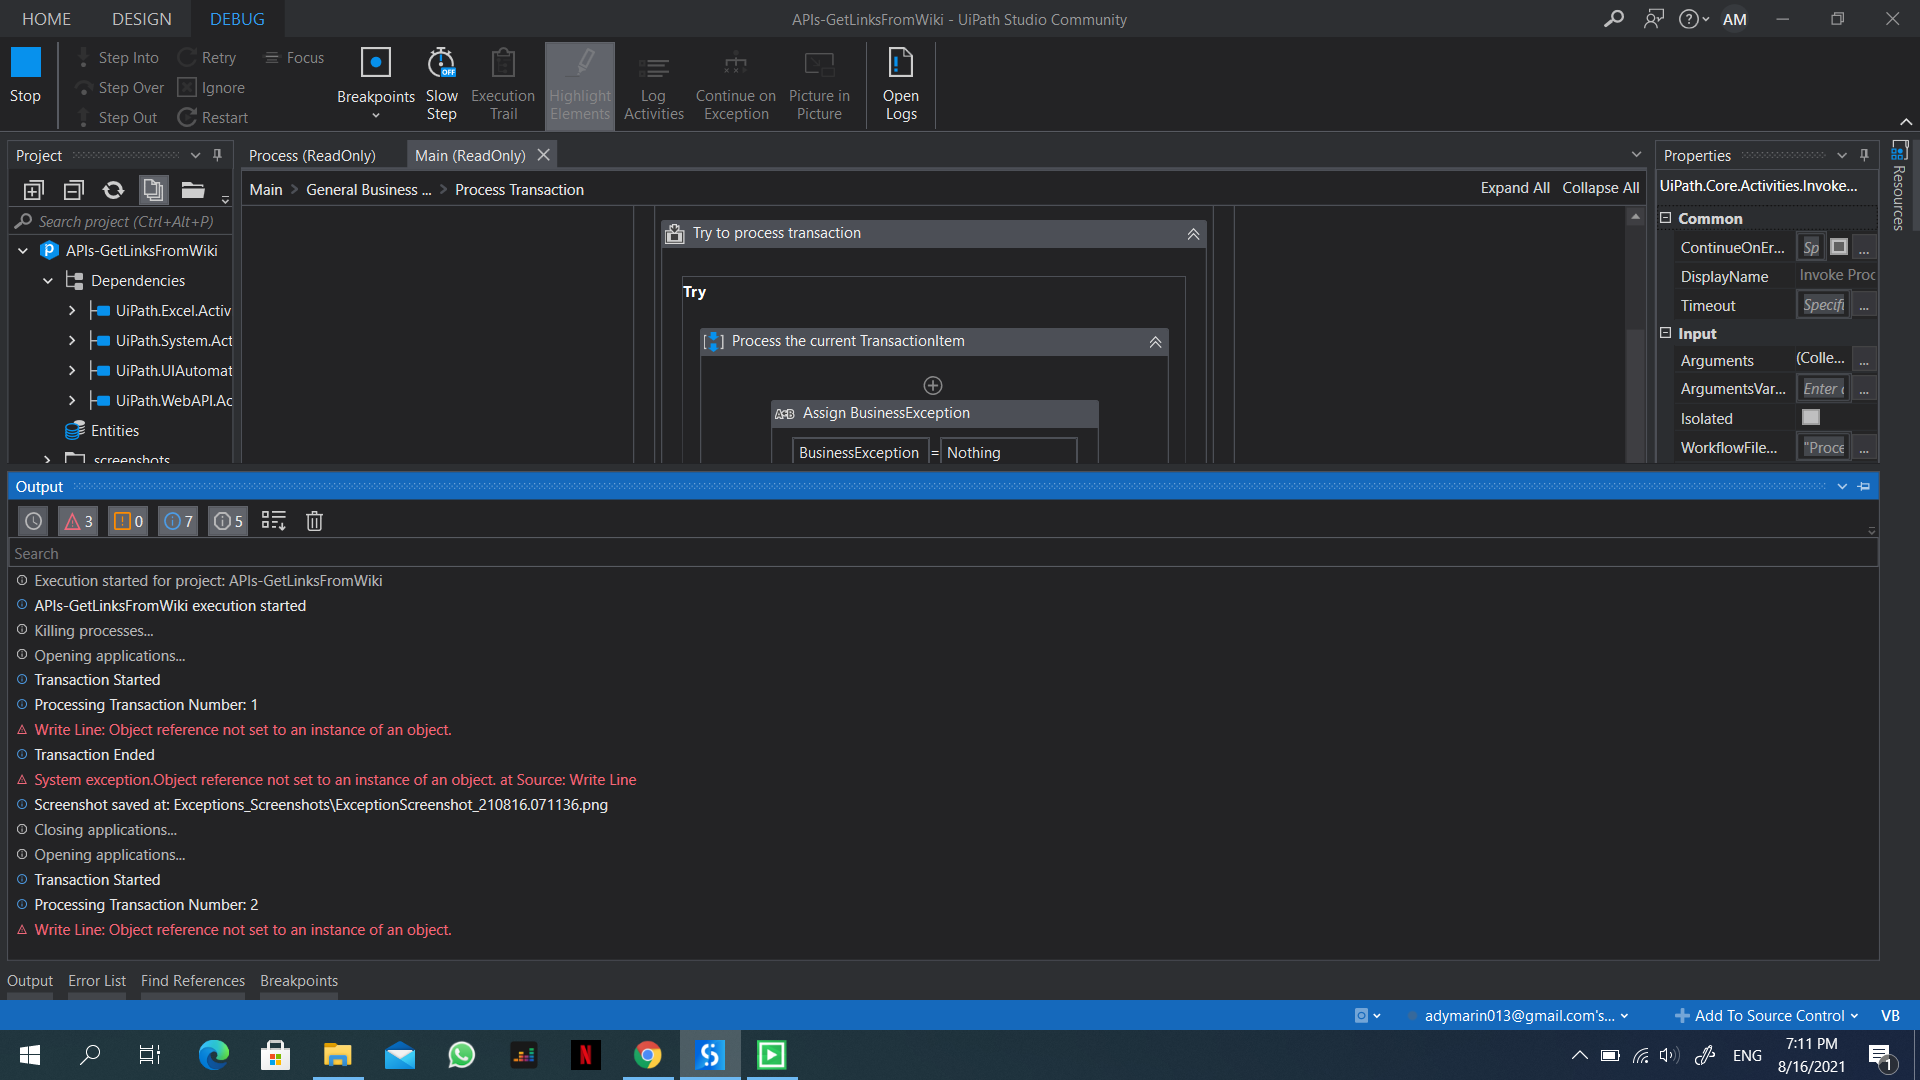 HOME DESIGN DEBUG
APIs-GetLinksFromWiki - UiPath Studio Community
AM
Stop
Step Into
Step Over
Step Out
Retry
Ignore
Restart
Focus
Breakpoints
Slow Step
OFF
Execution Trail
Highlight Elements
Log Activities
Continue on Exception
Picture in Picture
Open Logs
Project
Search project (Ctrl+Alt+P)
APIs-GetLinksFromWiki
Dependencies
UiPath.Excel.Activ
UiPath.System.Act
UiPath.UIAutomat
UiPath.WebAPI.Ac
Entities
screenshots
Process (ReadOnly)
Main (ReadOnly)
Main > General Business ... > Process Transaction
Expand All Collapse All
Try to process transaction
Try
Process the current TransactionItem
A=B Assign BusinessException
BusinessException = Nothing
Properties
UiPath.Core.Activities.Invoke...
Common
ContinueOnEr... Sp ...
DisplayName Invoke Proc
Timeout Specifi ...
Input
Arguments (Colle... ...
ArgumentsVar... Enter ...
Isolated
WorkflowFile... "Proce ...
Resources
Output
3 0 7 5
Search
Execution started for project: APIs-GetLinksFromWiki
APIs-GetLinksFromWiki execution started
Killing processes...
Opening applications...
Transaction Started
Processing Transaction Number: 1
Write Line: Object reference not set to an instance of an object.
Transaction Ended
System exception.Object reference not set to an instance of an object. at Source: Write Line
Screenshot saved at: Exceptions_Screenshots\ExceptionScreenshot_210816.071136.png
Closing applications...
Opening applications...
Transaction Started
Processing Transaction Number: 2
Write Line: Object reference not set to an instance of an object.
Output Error List Find References Breakpoints
adymarin013@gmail.com's... Add To Source Control VB
ENG
7:11 PM
8/16/2021
1